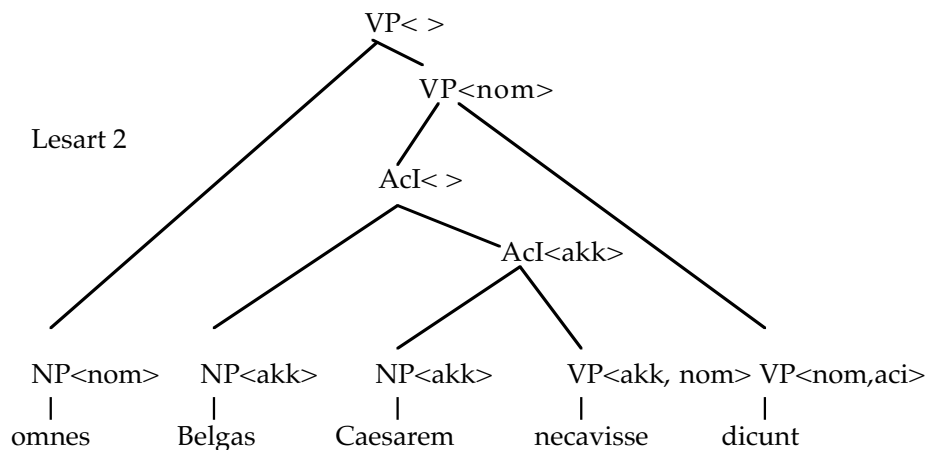 VP< >
VP<nom>
Lesart 2
AcI< >
AcI<akk>
NP<nom> NP<akk> NP<akk> VP<akk, nom> VP<nom,aci>
omnes Belgas Caesarem necavisse dicunt